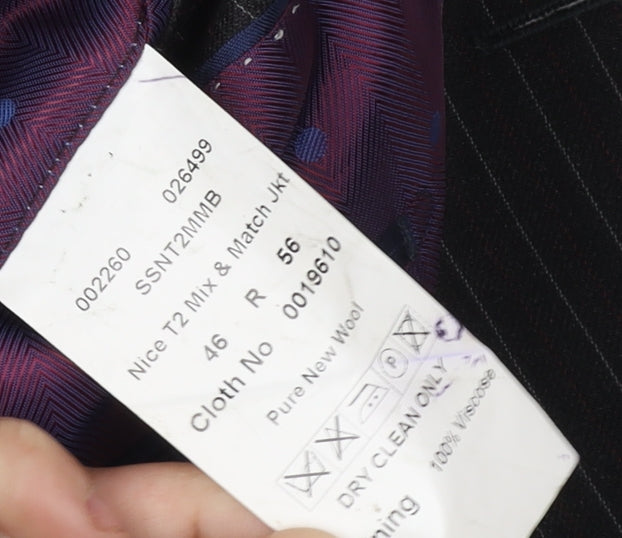 002260 026499
SSNT2MMB
Nice T2 Mix & Match Jkt
46 R 56
Cloth No 0019610
Pure New Wool
P
DRY CLEAN ONLY
100% Viscose